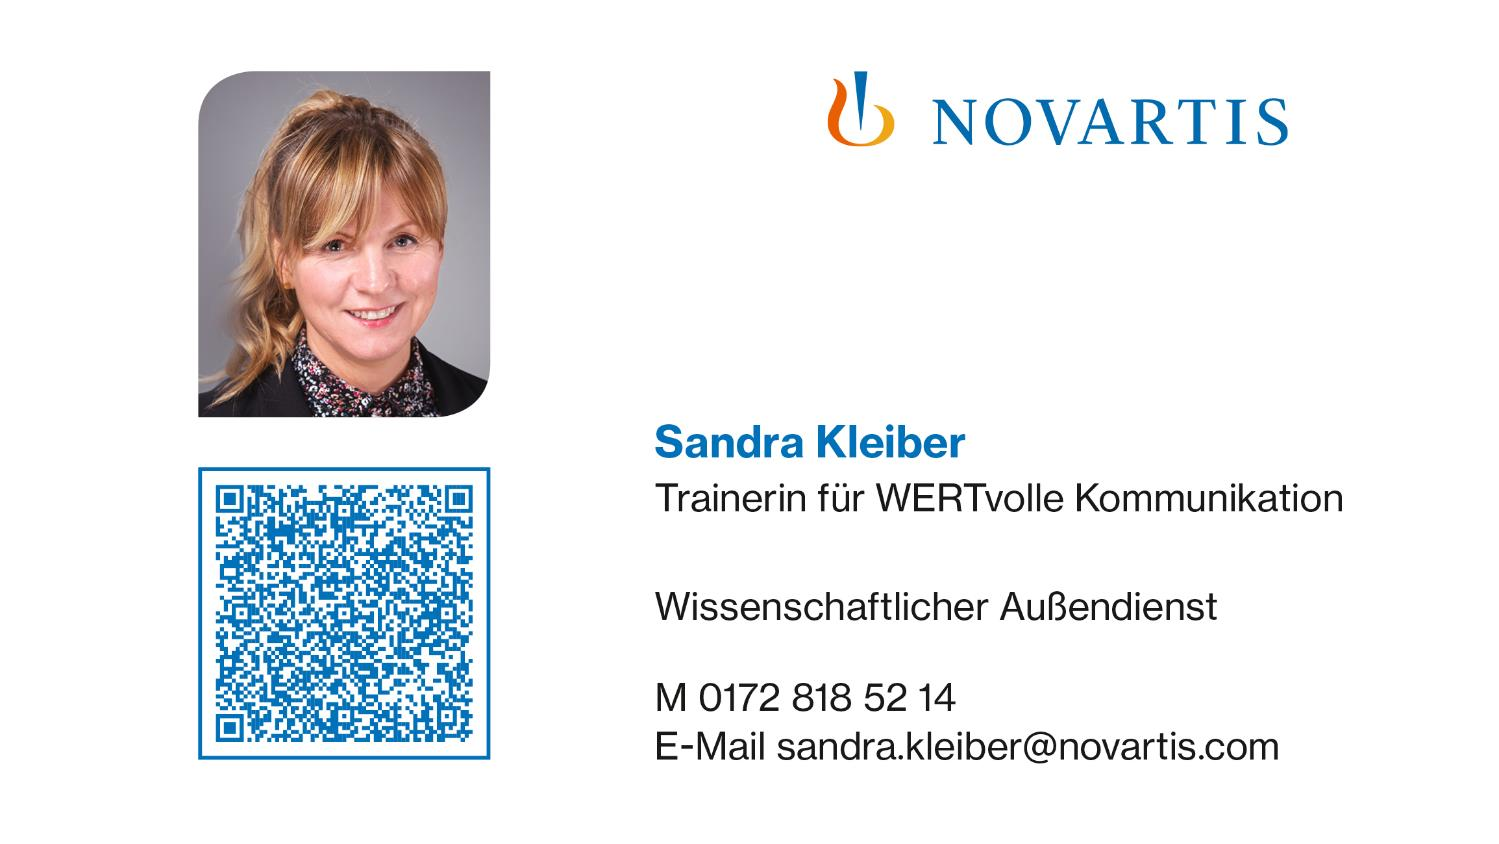 NOVARTIS
Sandra Kleiber
Trainerin für WERTvolle Kommunikation
Wissenschaftlicher Außendienst
M 0172 818 52 14
E-Mail sandra.kleiber@novartis.com